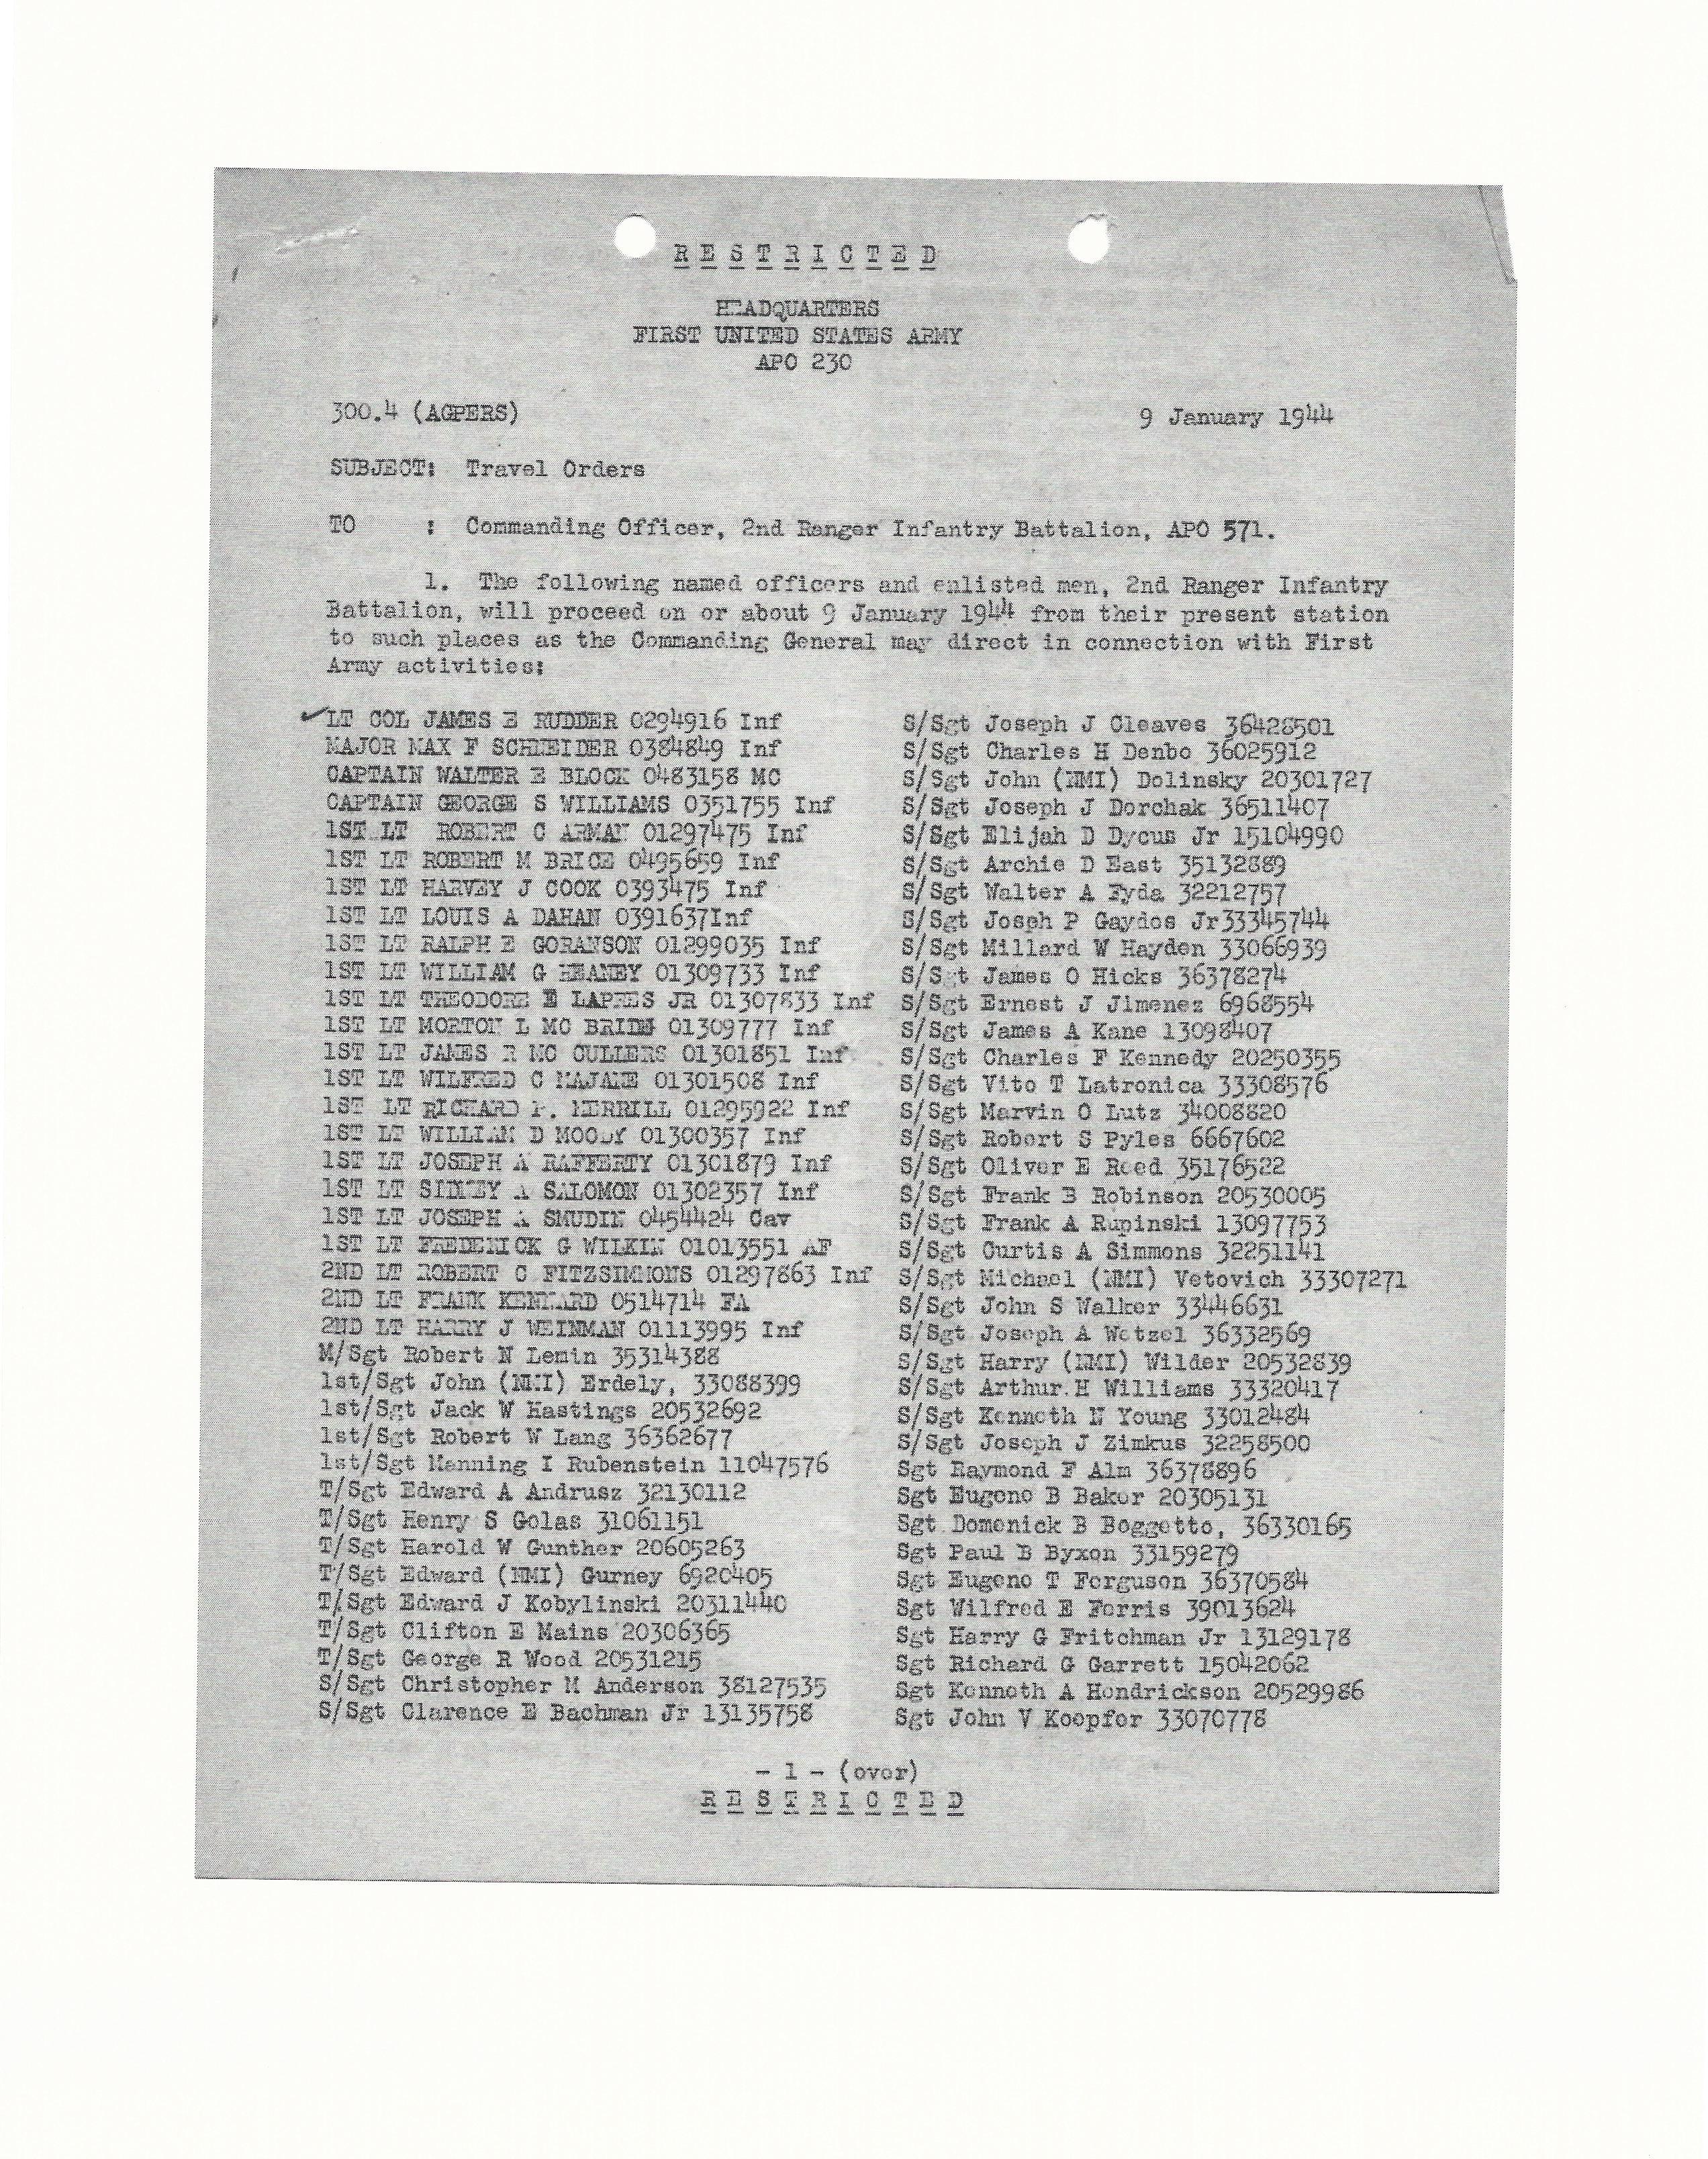 RESTRICTED
HEADQUARTERS
FIRST UNITED STATES ARMY
APO 230
300.4 (AGPERS)
9 January 1944
SUBJECT: Travel Orders
TO : Commanding Officer, 2nd Ranger Infantry Battalion, APO 571.
1. The following named officers and enlisted men, 2nd Ranger Infantry
Battalion, will proceed on or about 9 January 1944 from their present station
to such places as the Commanding General may direct in connection with First
Army activities:
LT COL JAMES E RUDDER 0294916 Inf
MAJOR MAX F SCHNEIDER 0384849 Inf
CAPTAIN WALTER E BLOCK 0483158 MC
CAPTAIN GEORGE S WILLIAMS 0351755 Inf
1ST LT ROBERT C ARMAN 01297475 Inf
1ST LT ROBERT M BRICE 0495659 Inf
1ST LT HARVEY J COOK 0393475 Inf
1ST LT LOUIS A DAHAN 0391637Inf
1ST LT RALPH E GORANSON 01299035 Inf
1ST LT WILLIAM G HEANEY 01309733 Inf
1ST LT THEODORE E LAPRES JR 01307833 Inf
1ST LT MORTON L MC BRIDE 01309777 Inf
1ST LT JAMES R MC CULLERS 01301851 Inf
1ST LT WILFRED C MAJANE 01301508 Inf
1ST LT RICHARD P. MERRILL 01295922 Inf
1ST LT WILLIAM D MOODY 01300357 Inf
1ST LT JOSEPH A RAFFERTY 01301879 Inf
1ST LT SIDNEY A SALOMON 01302357 Inf
1ST LT JOSEPH A SMUDIN 0454424 Cav
1ST LT FREDERICK G WILKIN 01013551 AF
2ND LT ROBERT C FITZSIMMONS 01297863 Inf
2ND LT FRANK KENNARD 0514714 FA
2ND LT HARRY J WEINMAN 01113995 Inf
M/Sgt Robert N Lemin 35314388
1st/Sgt John (NMI) Erdely, 33088399
1st/Sgt Jack W Hastings 20532692
1st/Sgt Robert W Lang 36362677
1st/Sgt Manning I Rubenstein 11047576
T/Sgt Edward A Andrusz 32130112
T/Sgt Henry S Golas 31061151
T/Sgt Harold W Gunther 20605263
T/Sgt Edward (NMI) Gurney 6920405
T/Sgt Edward J Kobylinski 20311440
T/Sgt Clifton E Mains 20306365
T/Sgt George R Wood 20531215
S/Sgt Christopher M Anderson 38127535
S/Sgt Clarence E Bachman Jr 13135758
S/Sgt Joseph J Cleaves 36428501
S/Sgt Charles H Denbo 36025912
S/Sgt John (NMI) Dolinsky 20301727
S/Sgt Joseph J Dorchak 36511407
S/Sgt Elijah D Dycus Jr 15104990
S/Sgt Archie D East 35132889
S/Sgt Walter A Fyda 32212757
S/Sgt Josph P Gaydos Jr33345744
S/Sgt Millard W Hayden 33066939
S/Sgt James O Hicks 36378274
S/Sgt Ernest J Jimenez 6968554
S/Sgt James A Kane 13098407
S/Sgt Charles F Kennedy 20250355
S/Sgt Vito T Latronica 33308576
S/Sgt Marvin O Lutz 34008820
S/Sgt Robert S Pyles 6667602
S/Sgt Oliver E Reed 35176522
S/Sgt Frank B Robinson 20530005
S/Sgt Frank A Rupinski 13097753
S/Sgt Curtis A Simmons 32251141
S/Sgt Michael (NMI) Vetovich 33307271
S/Sgt John S Walker 33446631
S/Sgt Joseph A Wetzel 36332569
S/Sgt Harry (NMI) Wilder 20532839
S/Sgt Arthur.H Williams 33320417
S/Sgt Kenneth N Young 33012484
S/Sgt Joseph J Zimkus 32258500
Sgt Raymond F Alm 36378896
Sgt Eugene B Baker 20305131
Sgt Domenick B Boggetto, 36330165
Sgt Paul B Byxon 33159279
Sgt Eugene T Ferguson 36370584
Sgt Wilfred E Ferris 39013624
Sgt Harry G Fritchman Jr 13129178
Sgt Richard G Garrett 15042062
Sgt Kenneth A Hendrickson 20529986
Sgt John V Koepfer 33070778
- 1 - (over)
RESTRICTED